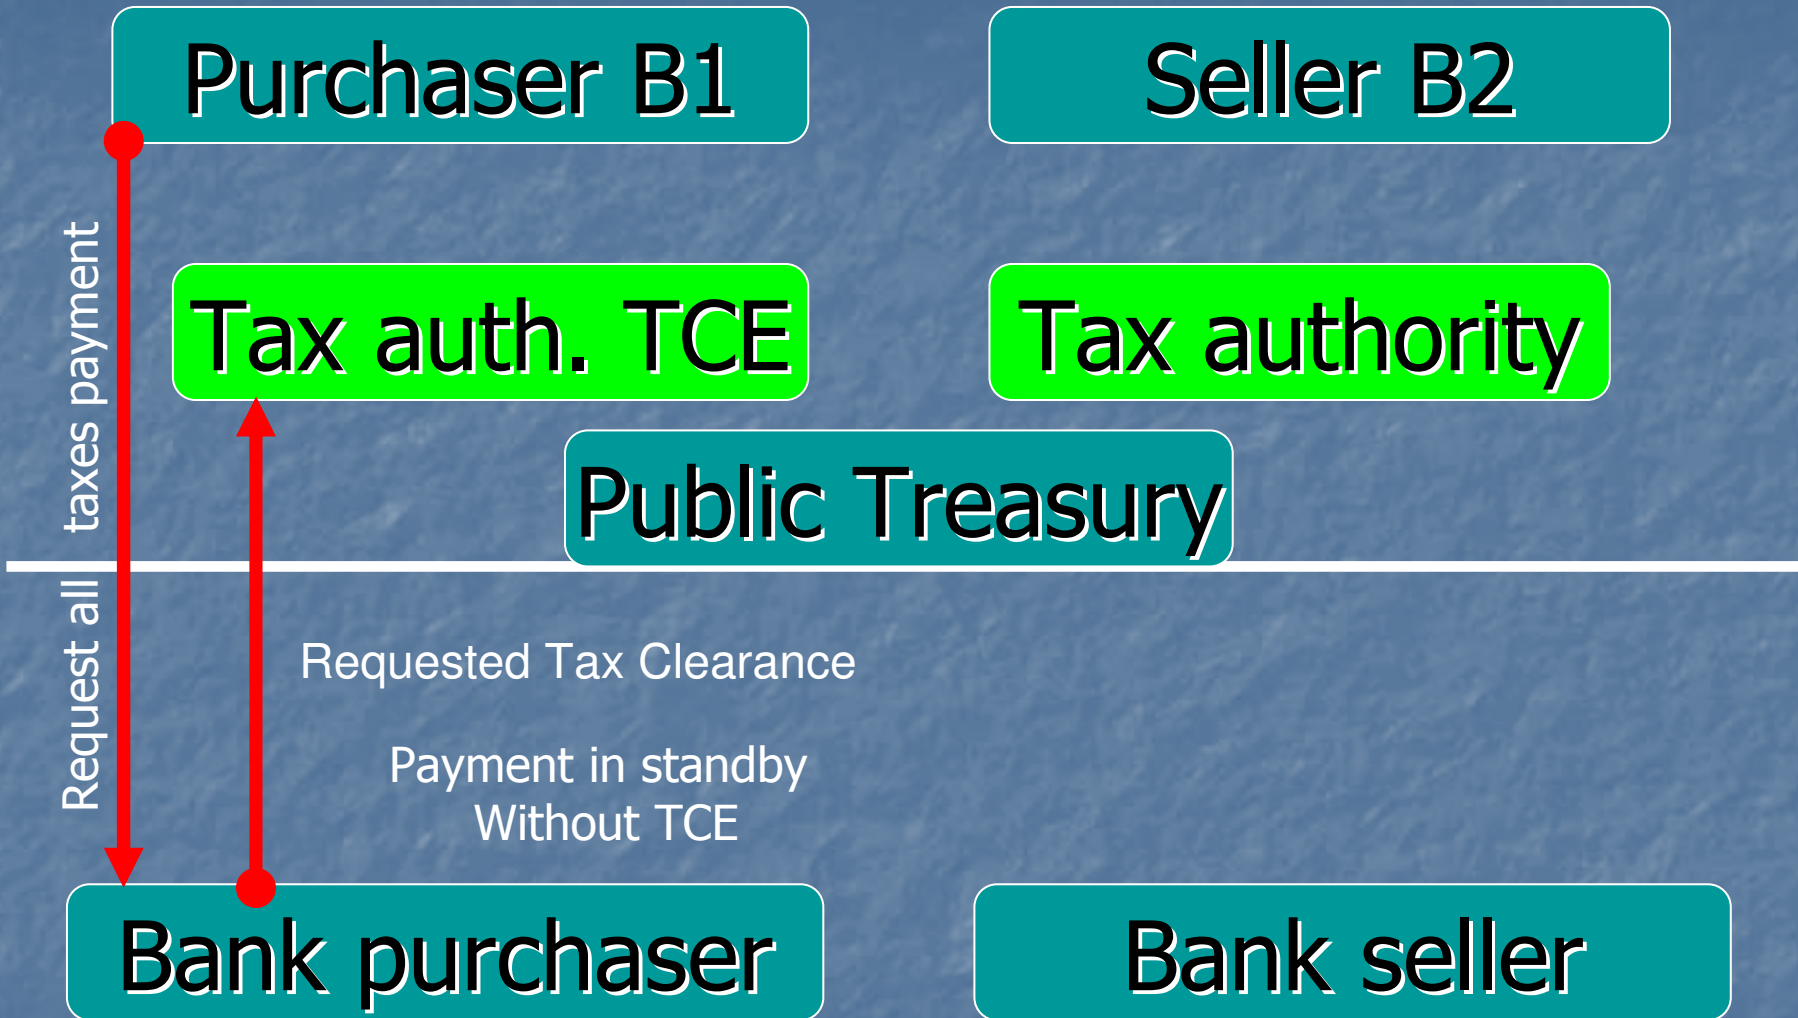 Purchaser B1
Seller B2
Request all taxes payment
Tax auth. TCE
Tax authority
Public Treasury
Requested Tax Clearance
Payment in standby
Without TCE
Bank purchaser
Bank seller